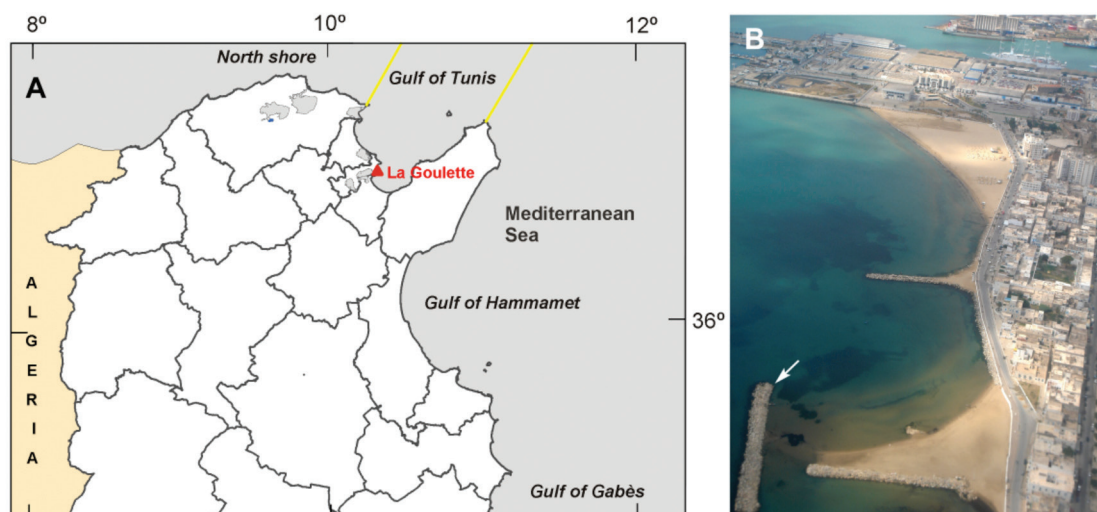 8º
10º
12º
North shore
Gulf of Tunis
A
B
La Goulette
Mediterranean
Sea
ALGERIA
Gulf of Hammamet
36º
Gulf of Gabès